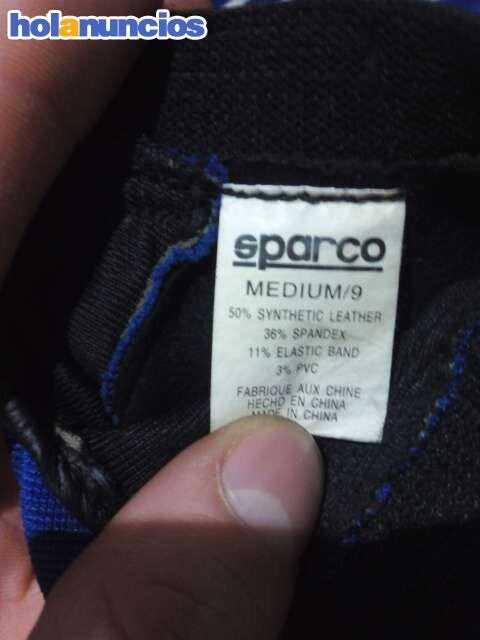 holanuncios
sparco
MEDIUM/9
50% SYNTHETIC LEATHER
36% SPANDEX
11% ELASTIC BAND
3% PVC
FABRIQUE AUX CHINE
HECHO EN CHINA
MADE IN CHINA